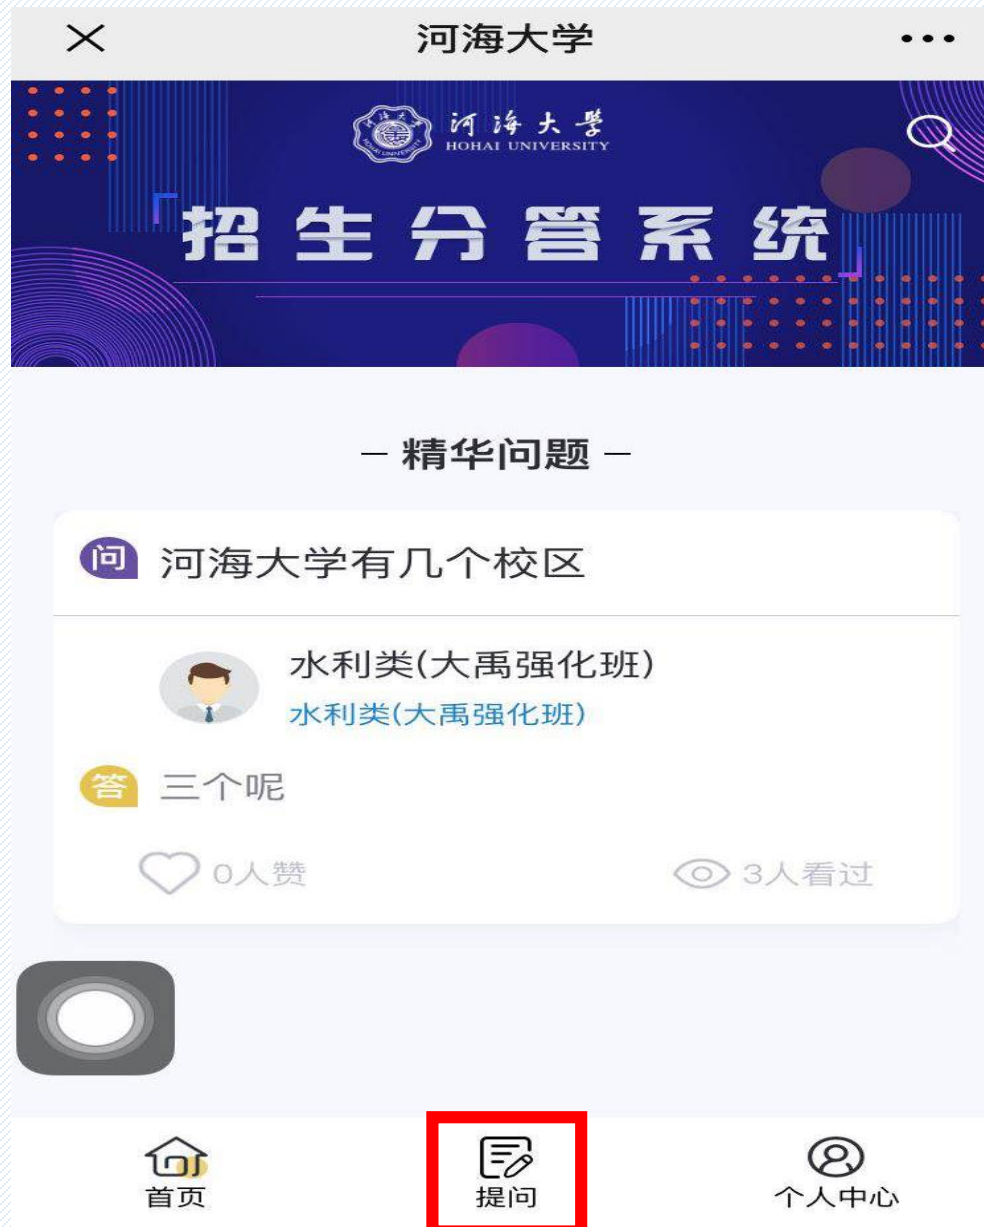 河海大学
河海大學
HOHAI UNIVERSITY
「招生分答系统」
– 精华问题 –
问 河海大学有几个校区
水利类(大禹强化班)
水利类(大禹强化班)
答 三个呢
0人赞 3人看过
首页 提问 个人中心